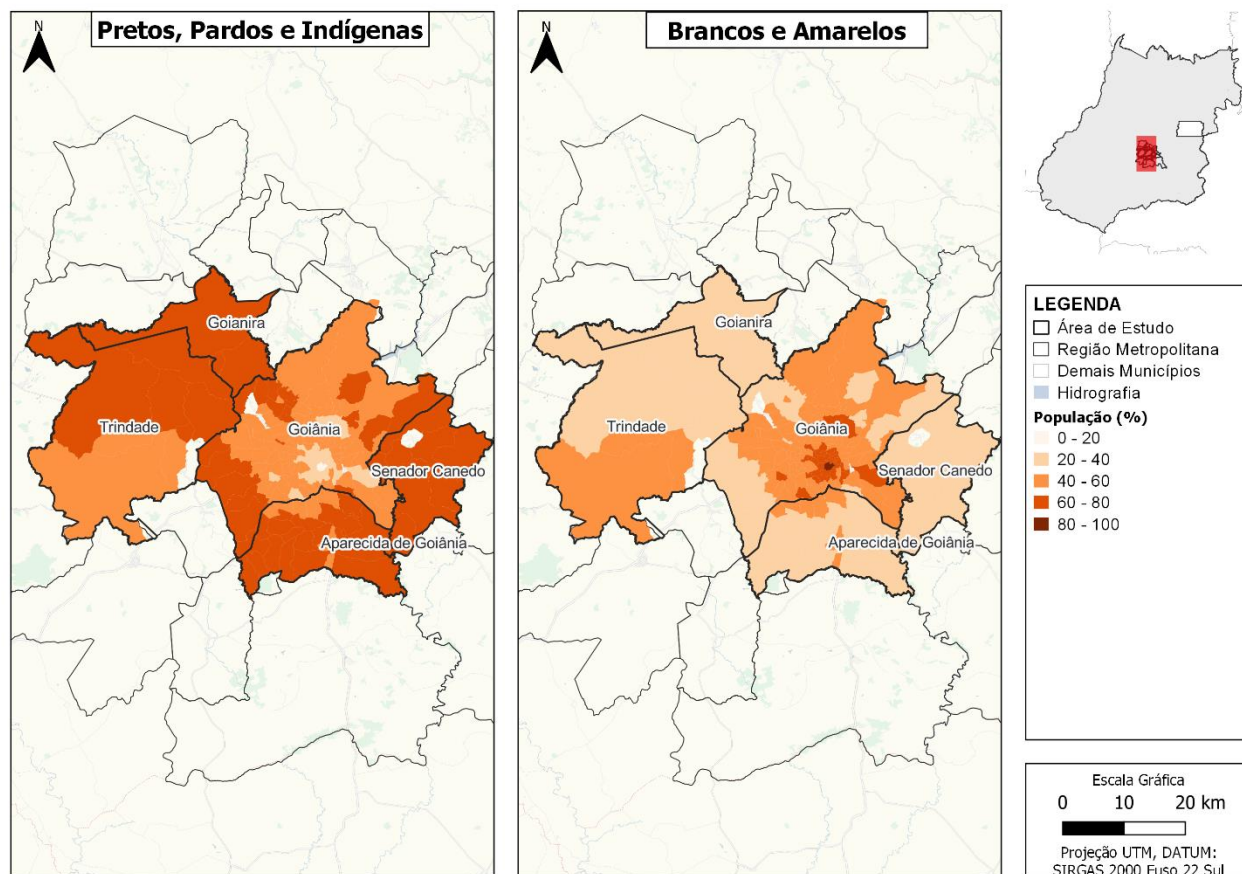 Pretos, Pardos e Indígenas
N
Goianira
Trindade
Goiânia
Senador Canedo
Aparecida de Goiânia
Brancos e Amarelos
N
Goianira
Trindade
Goiânia
Senador Canedo
Aparecida de Goiânia
LEGENDA
Área de Estudo
Região Metropolitana
Demais Municípios
Hidrografia
População (%)
0 - 20
20 - 40
40 - 60
60 - 80
80 - 100
Escala Gráfica
0 10 20 km
Projeção UTM, DATUM:
SIRGAS 2000 Fuso 22 Sul